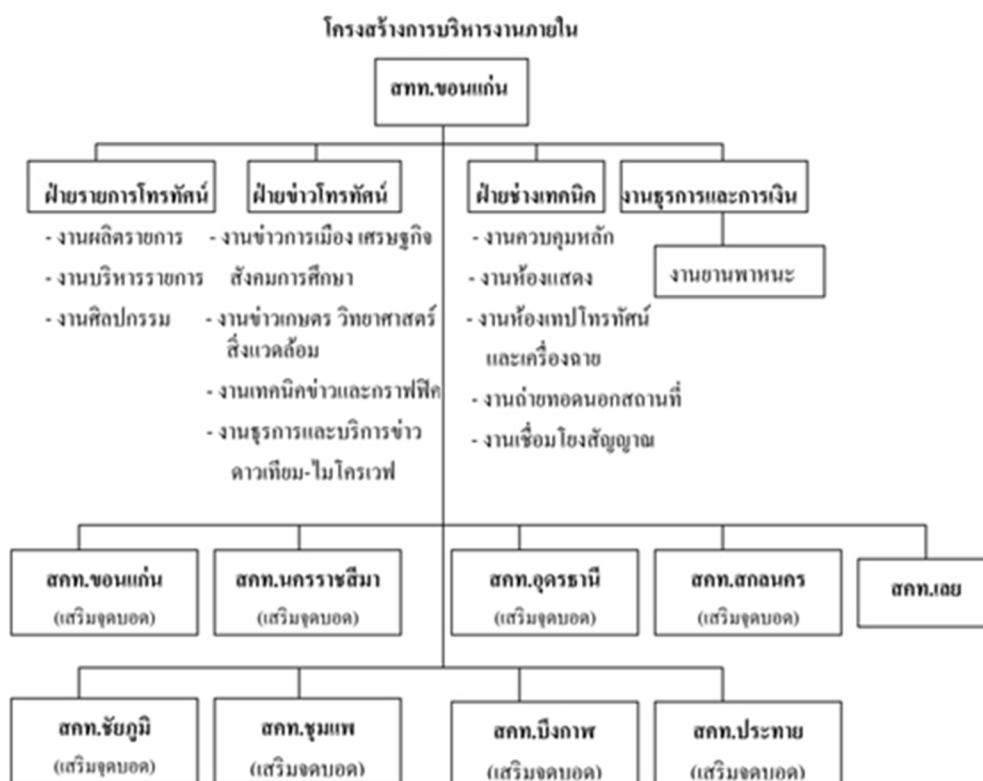 โครงสร้างการบริหารงานภายใน
สทท.ขอนแก่น
ฝ่ายรายการโทรทัศน์
- งานผลิตรายการ
- งานบริหารรายการ
- งานศิลปกรรม
ฝ่ายข่าวโทรทัศน์
- งานข่าวการเมือง เศรษฐกิจ
สังคมการศึกษา
- งานข่าวเกษตร วิทยาศาสตร์
สิ่งแวดล้อม
- งานเทคนิคข่าวและกราฟฟิค
- งานธุรการและบริการข่าว
ดาวเทียม-ไมโครเวฟ
ฝ่ายช่างเทคนิค
- งานควบคุมหลัก
- งานห้องแสดง
- งานห้องเทปโทรทัศน์
และเครื่องฉาย
- งานถ่ายทอดนอกสถานที่
- งานเชื่อมโยงสัญญาณ
งานธุรการและการเงิน
งานยานพาหนะ
สคท.ขอนแก่น
(เสริมจุดบอด)
สคท.นครราชสีมา
(เสริมจุดบอด)
สคท.อุดรธานี
(เสริมจุดบอด)
สคท.สกลนคร
(เสริมจุดบอด)
สคท.เลย
สคท.ชัยภูมิ
(เสริมจุดบอด)
สคท.ชุมแพ
(เสริมจุดบอด)
สคท.บึงกาฬ
(เสริมจุดบอด)
สคท.ประทาย
(เสริมจุดบอด)